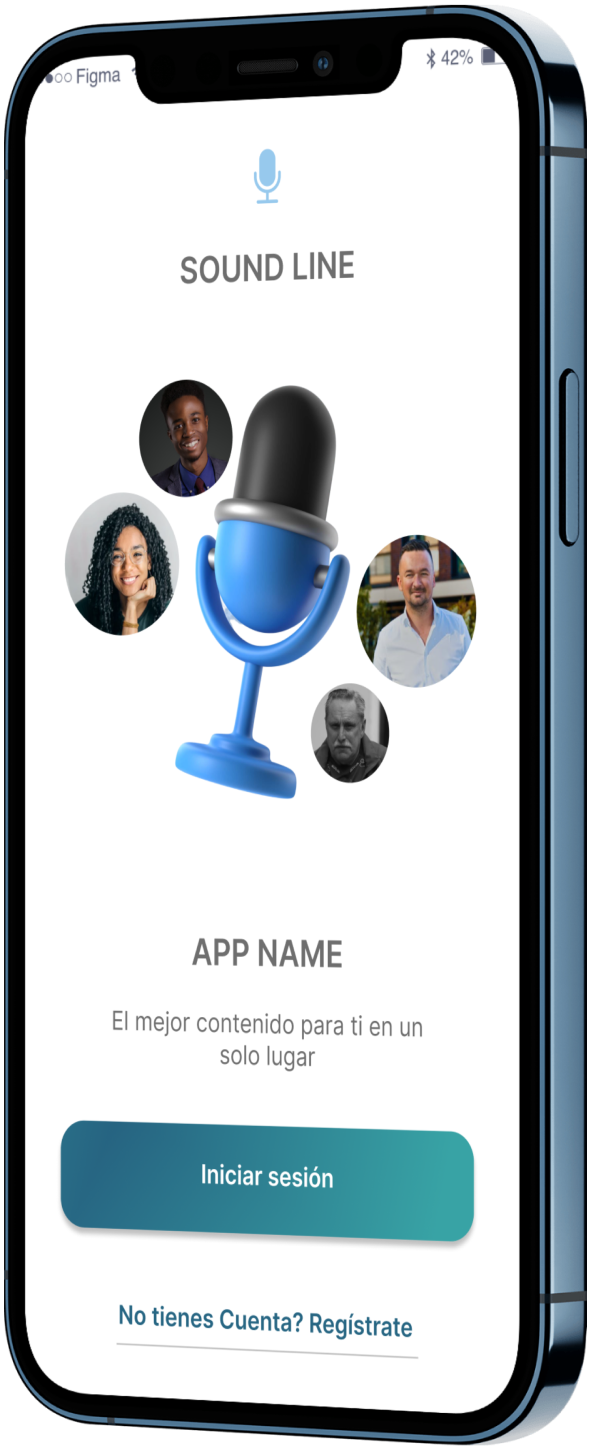 Figma
42%
SOUND LINE
APP NAME
El mejor contenido para ti en un
solo lugar
Iniciar sesión
No tienes Cuenta? Regístrate